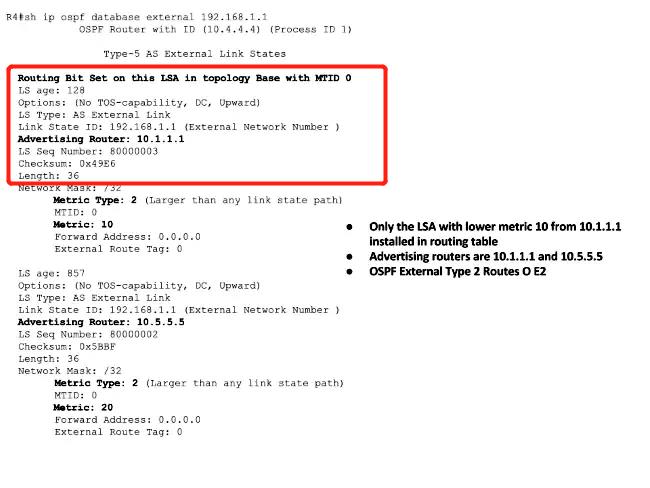 R4#sh ip ospf database external 192.168.1.1
OSPF Router with ID (10.4.4.4) (Process ID 1)
Type-5 AS External Link States
Routing Bit Set on this LSA in topology Base with MTID 0
LS age: 128
Options: (No TOS-capability, DC, Upward)
LS Type: AS External Link
Link State ID: 192.168.1.1 (External Network Number )
Advertising Router: 10.1.1.1
LS Seq Number: 80000003
Checksum: 0x49E6
Length: 36
Network Mask: /32
Metric Type: 2 (Larger than any link state path)
MTID: 0
Metric: 10
Forward Address: 0.0.0.0
External Route Tag: 0
LS age: 857
Options: (No TOS-capability, DC, Upward)
LS Type: AS External Link
Link State ID: 192.168.1.1 (External Network Number )
Advertising Router: 10.5.5.5
LS Seq Number: 80000002
Checksum: 0x5BBF
Length: 36
Network Mask: /32
Metric Type: 2 (Larger than any link state path)
MTID: 0
Metric: 20
Forward Address: 0.0.0.0
External Route Tag: 0
● Only the LSA with lower metric 10 from 10.1.1.1
installed in routing table
● Advertising routers are 10.1.1.1 and 10.5.5.5
● OSPF External Type 2 Routes O E2